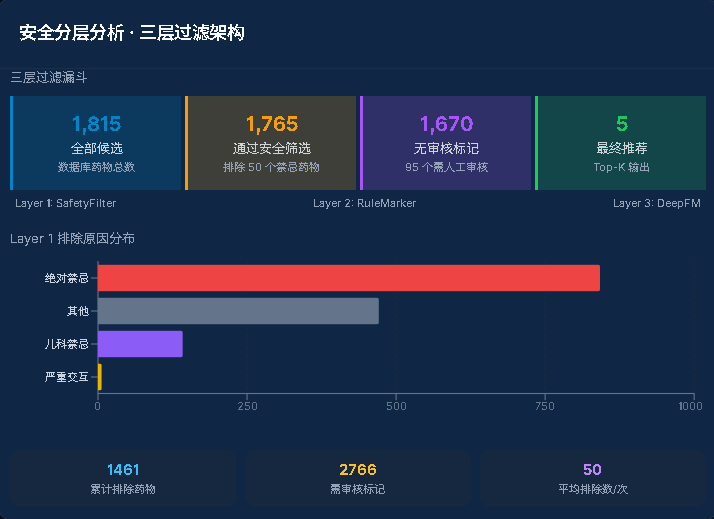 安全分层分析 · 三层过滤架构
三层过滤漏斗
1,815
全部候选
数据库药物总数
1,765
通过安全筛选
排除 50 个禁忌药物
1,670
无审核标记
95 个需人工审核
5
最终推荐
Top-K 输出
Layer 1: SafetyFilter
Layer 2: RuleMarker
Layer 3: DeepFM
Layer 1 排除原因分布
绝对禁忌
其他
儿科禁忌
严重交互
0
250
500
750
1000
1461
累计排除药物
2766
需审核标记
50
平均排除数/次